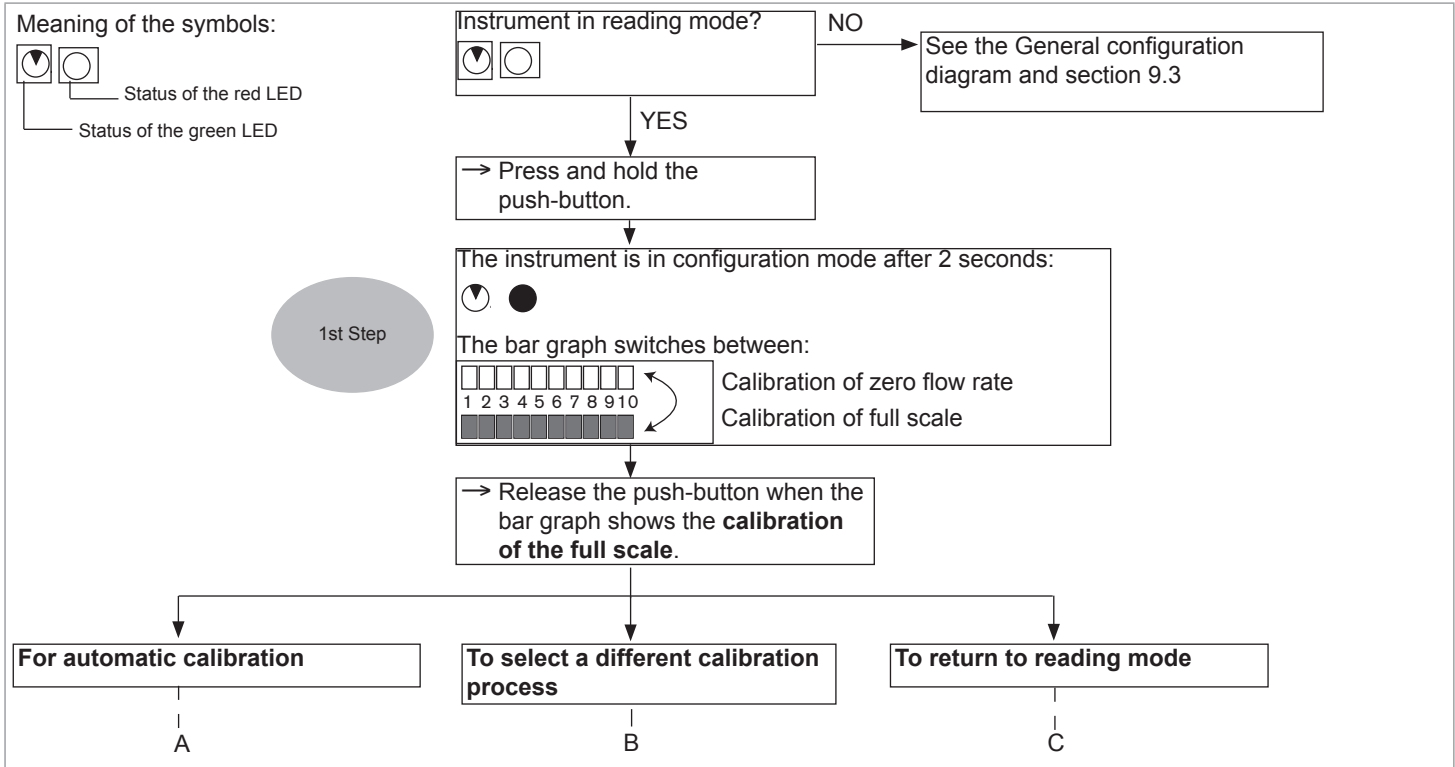 Meaning of the symbols:
Status of the red LED
Status of the green LED
Instrument in reading mode?
NO
See the General configuration
diagram and section 9.3
YES
→ Press and hold the
push-button.
1st Step
The instrument is in configuration mode after 2 seconds:
The bar graph switches between:
Calibration of zero flow rate
1 2 3 4 5 6 7 8 9 10
Calibration of full scale
→ Release the push-button when the
bar graph shows the calibration
of the full scale.
For automatic calibration
A
To select a different calibration
process
B
To return to reading mode
C